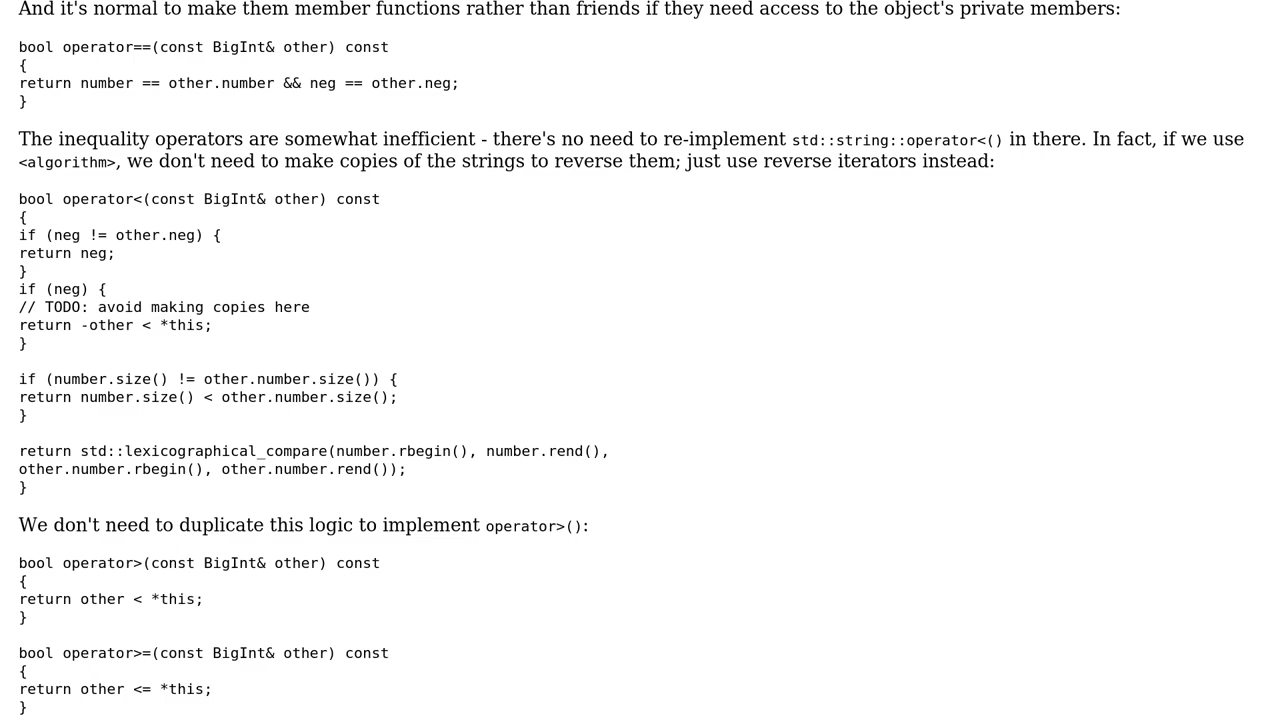 And it's normal to make them member functions rather than friends if they need access to the object's private members:
bool operator==(const BigInt& other) const
{
return number == other.number && neg == other.neg;
}
The inequality operators are somewhat inefficient - there's no need to re-implement std::string::operator<() in there. In fact, if we use
<algorithm>, we don't need to make copies of the strings to reverse them; just use reverse iterators instead:
bool operator<(const BigInt& other) const
{
if (neg != other.neg) {
return neg;
}
if (neg) {
// TODO: avoid making copies here
return -other < *this;
}
if (number.size() != other.number.size()) {
return number.size() < other.number.size();
}
return std::lexicographical_compare(number.rbegin(), number.rend(),
other.number.rbegin(), other.number.rend());
}
We don't need to duplicate this logic to implement operator>():
bool operator>(const BigInt& other) const
{
return other < *this;
}
bool operator>=(const BigInt& other) const
{
return other <= *this;
}